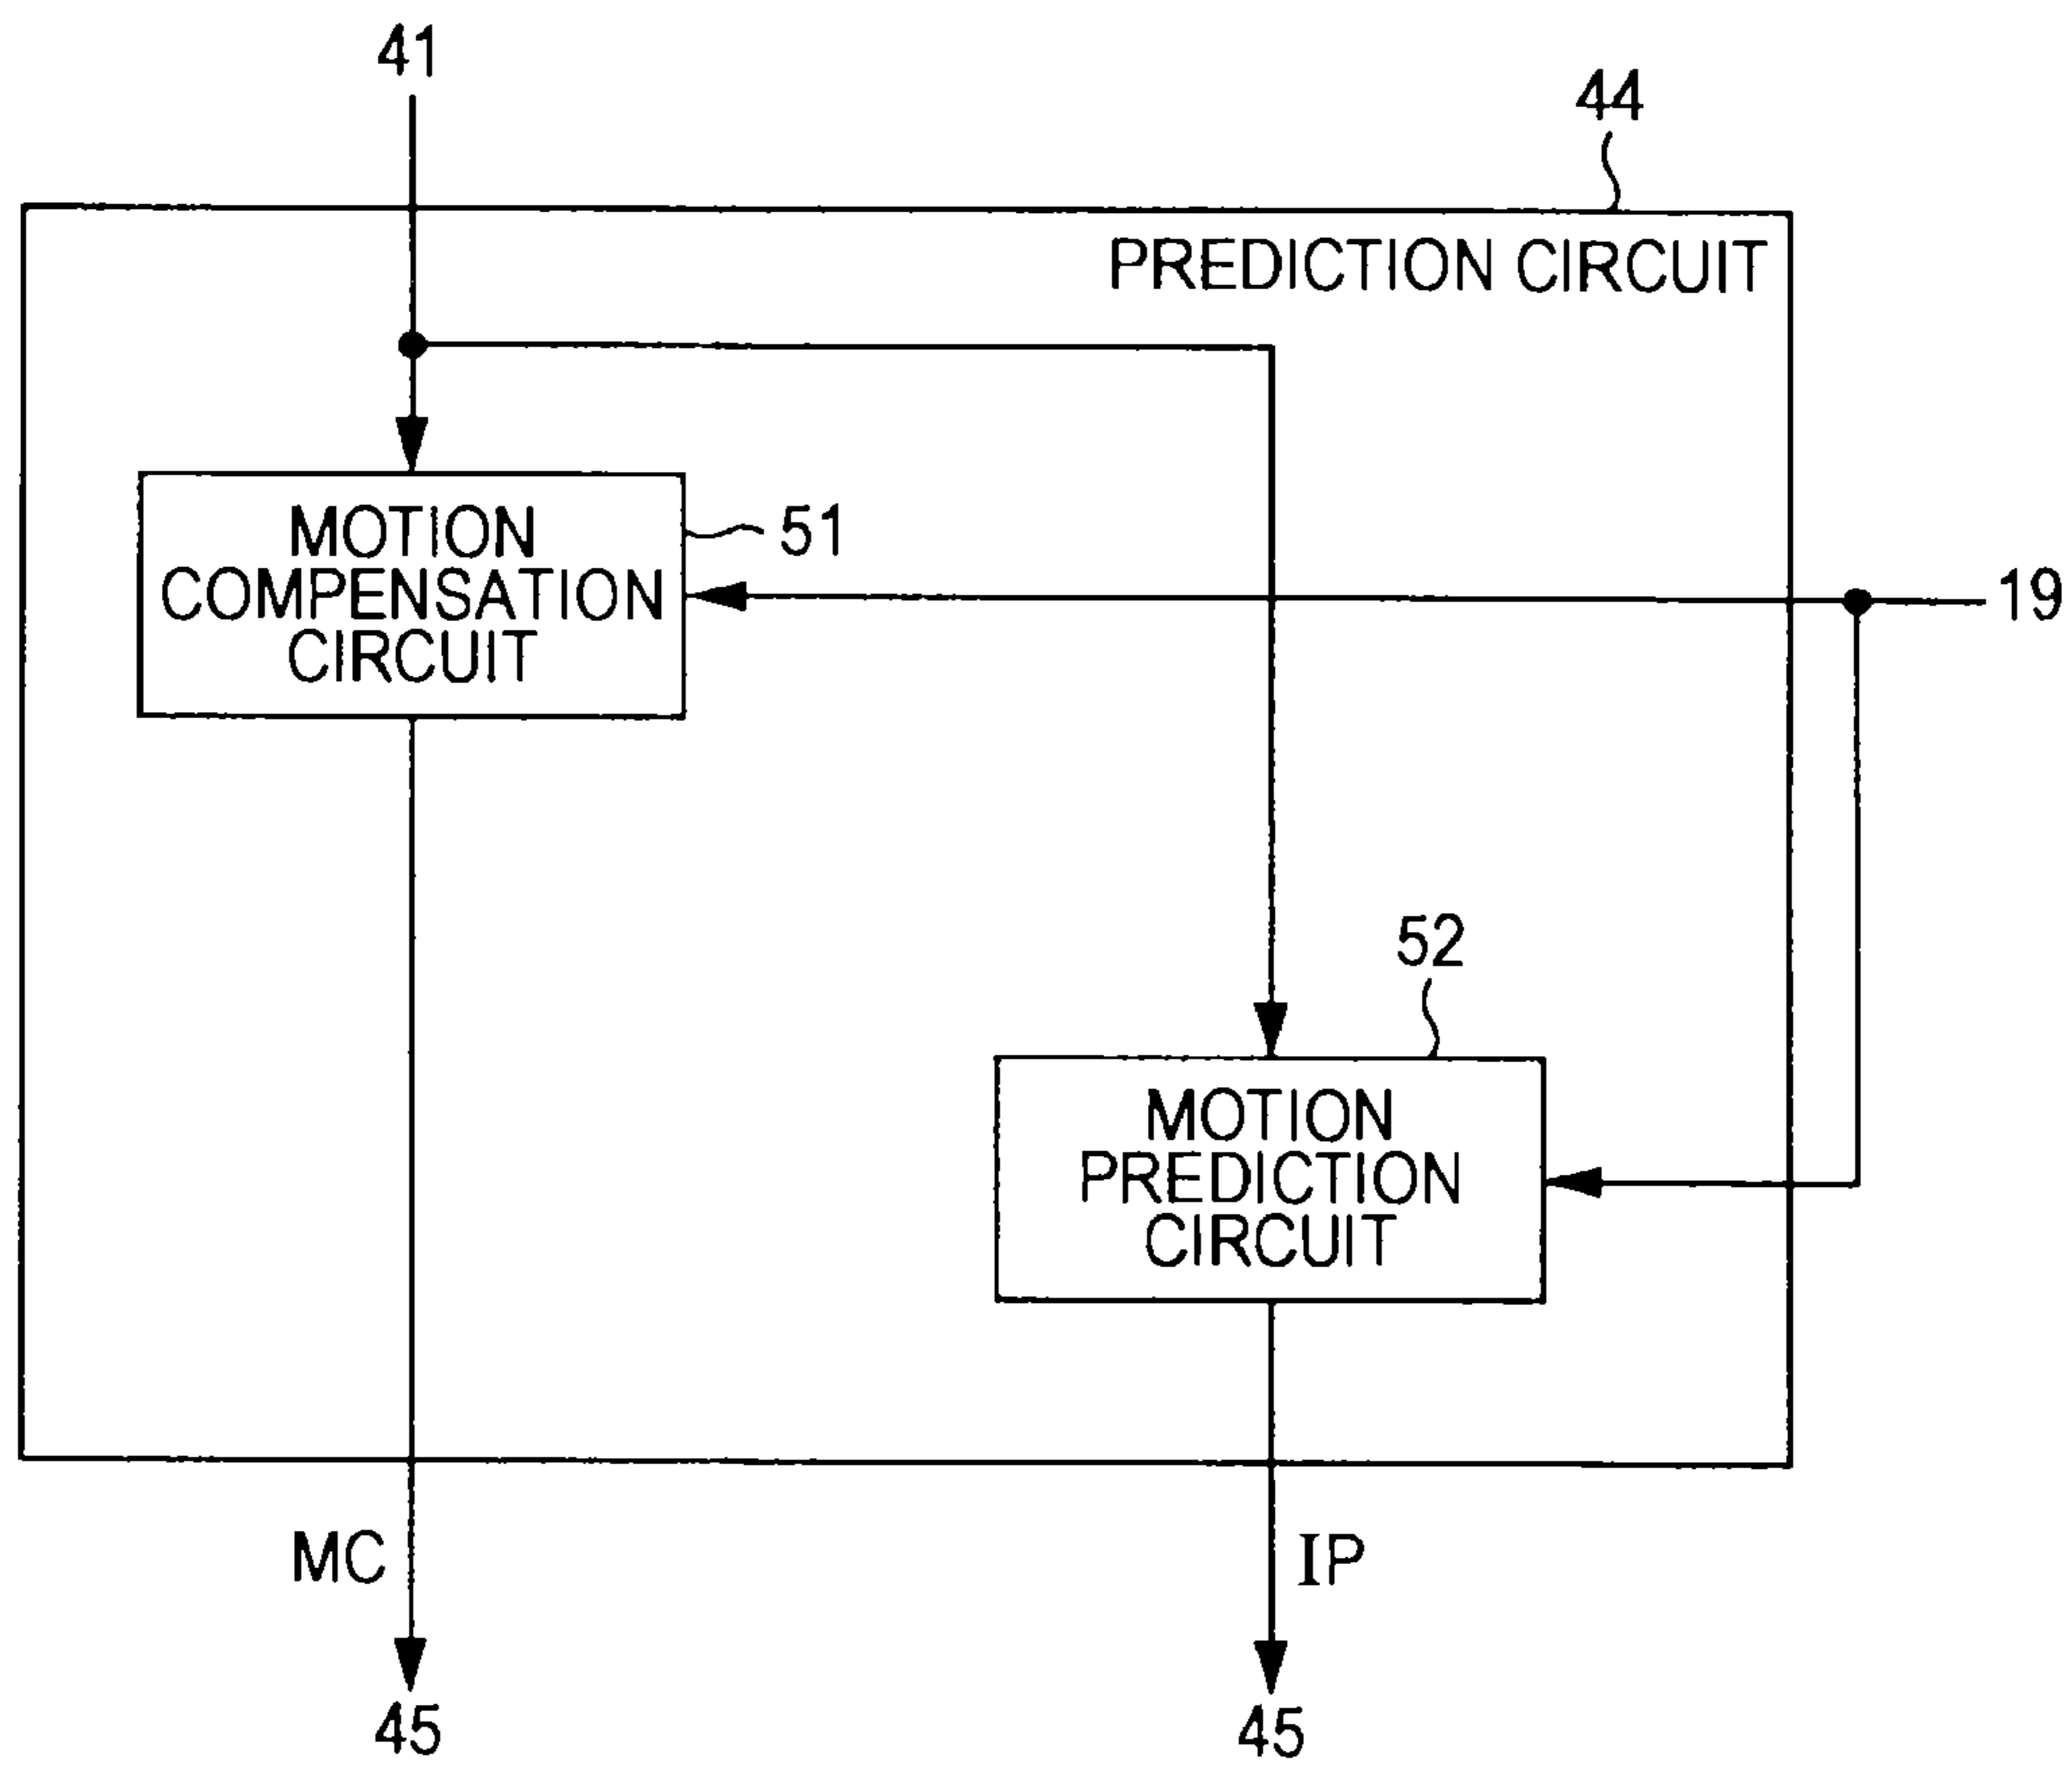 41
44
PREDICTION CIRCUIT
MOTION
COMPENSATION
CIRCUIT
51
19
52
MOTION
PREDICTION
CIRCUIT
MC
IP
45
45